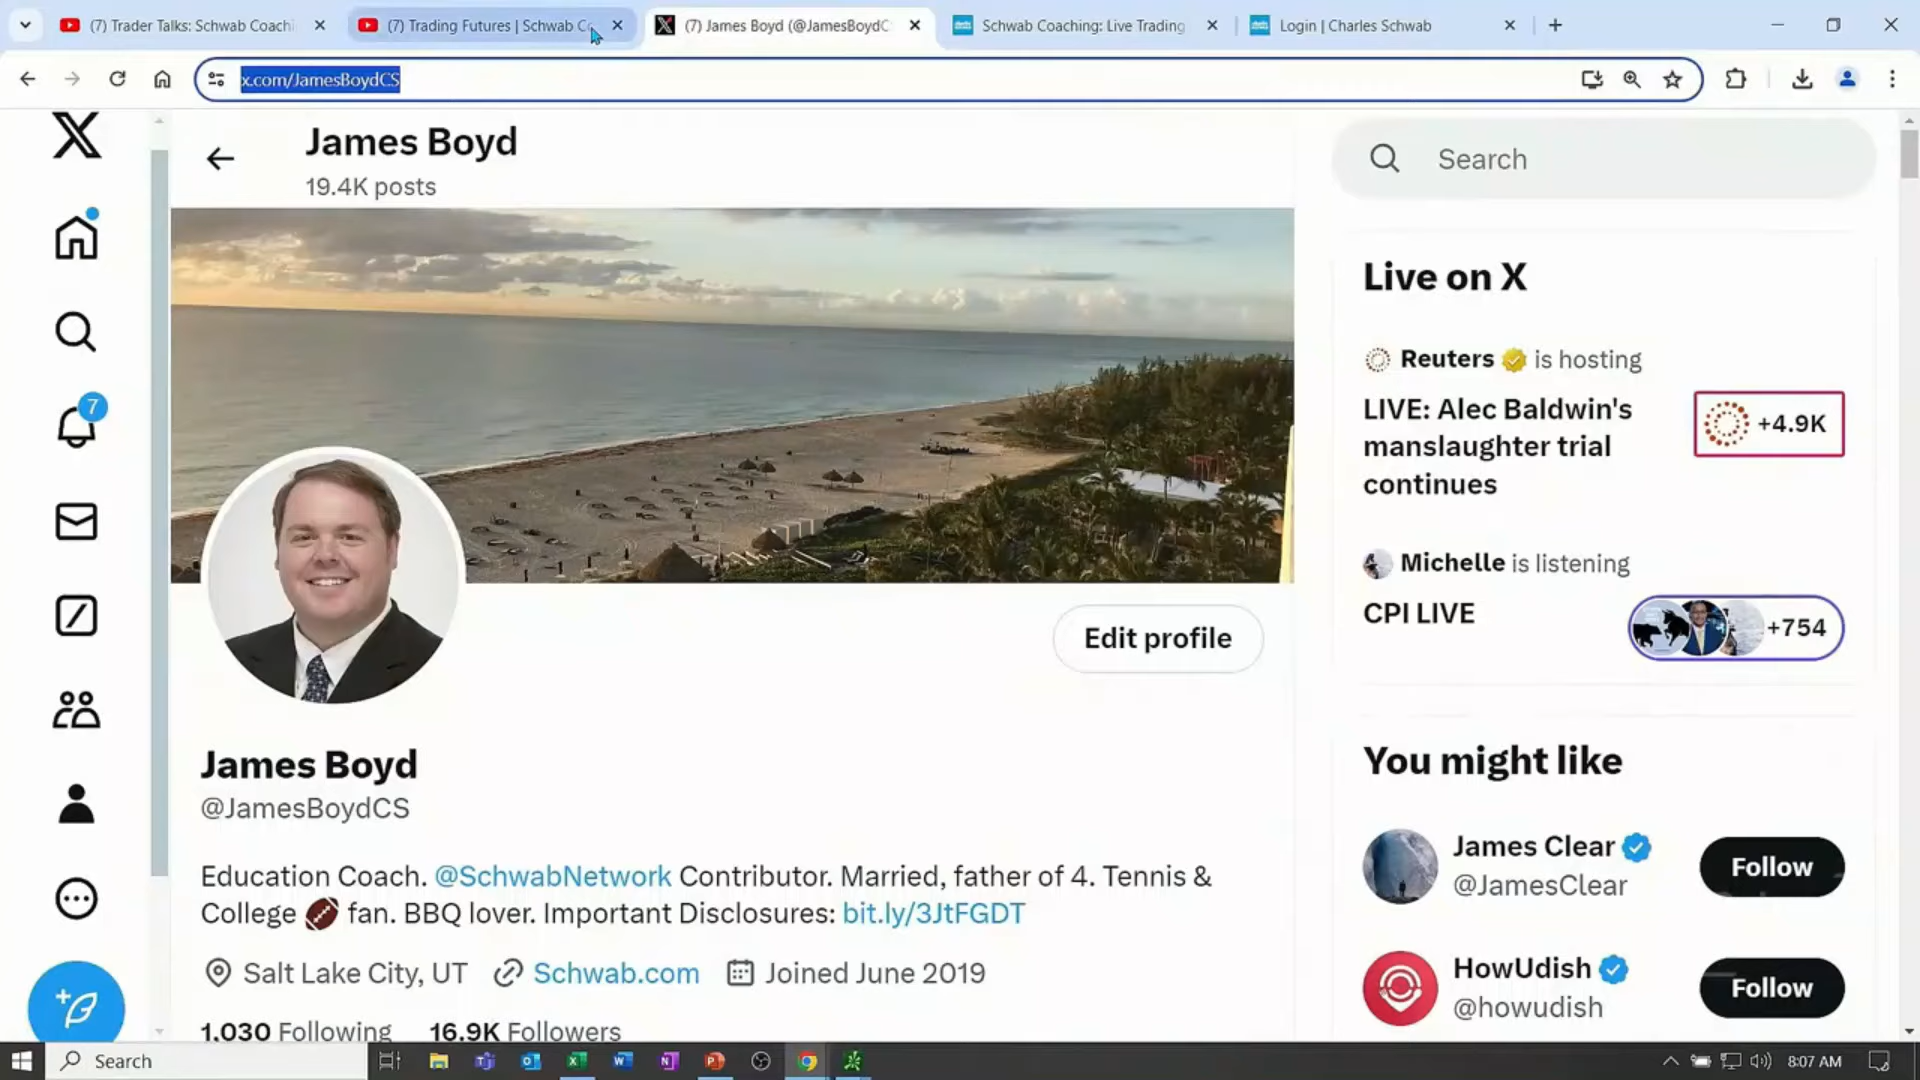 (7) Trader Talks: Schwab Coachi
(7) Trading Futures | Schwab Co
(7) James Boyd (@JamesBoydC
Schwab Coaching: Live Trading
Login | Charles Schwab
x.com/JamesBoydCS
James Boyd
19.4K posts
Search
Live on X
Reuters is hosting
LIVE: Alec Baldwin's
manslaughter trial
continues
+4.9K
7
Michelle is listening
CPI LIVE
+754
Edit profile
James Boyd
@JamesBoydCS
Education Coach. @SchwabNetwork Contributor. Married, father of 4. Tennis &
College 🏈 fan. BBQ lover. Important Disclosures: bit.ly/3JtFGDT
Salt Lake City, UT Schwab.com Joined June 2019
1,030 Following 16.9K Followers
You might like
James Clear
@JamesClear
Follow
HowUdish
@howudish
Follow
Search
8:07 AM